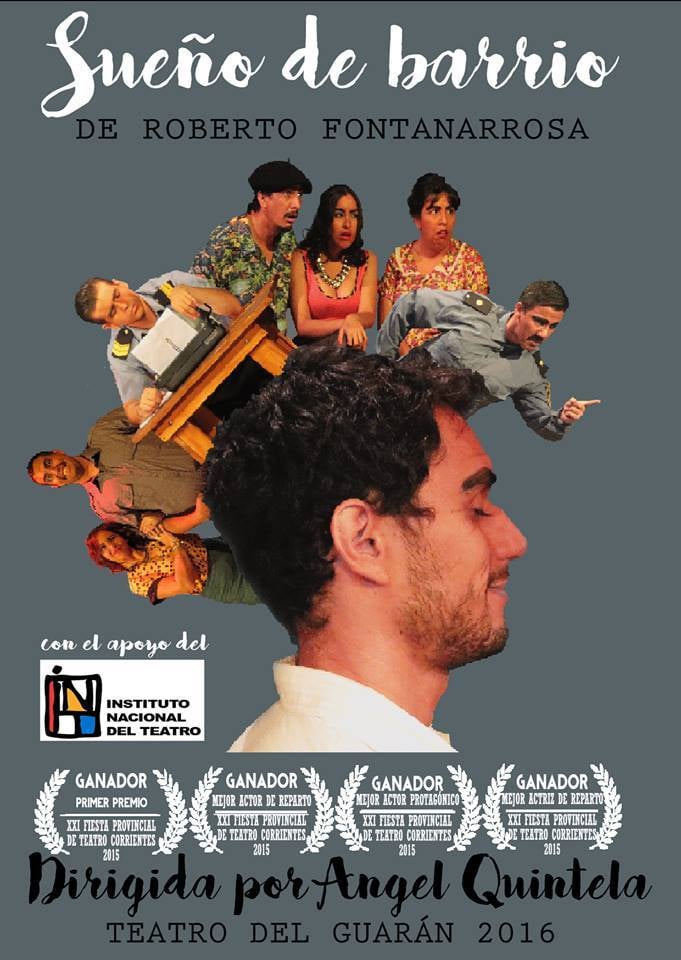 Sueño de barrio
DE ROBERTO FONTANARROSA
con el apoyo del
INSTITUTO
NACIONAL
DEL TEATRO
GANADOR
PRIMER PREMIO
XXI FIESTA PROVINCIAL
DE TEATRO CORRIENTES
2015
GANADOR
MEJOR ACTOR DE REPARTO
XXI FIESTA PROVINCIAL
DE TEATRO CORRIENTES
2015
GANADOR
MEJOR ACTOR PROTAGÓNICO
XXI FIESTA PROVINCIAL
DE TEATRO CORRIENTES
2015
GANADOR
MEJOR ACTRIZ DE REPARTO
XXI FIESTA PROVINCIAL
DE TEATRO CORRIENTES
2015
Dirigida por Angel Quintela
TEATRO DEL GUARÁN 2016